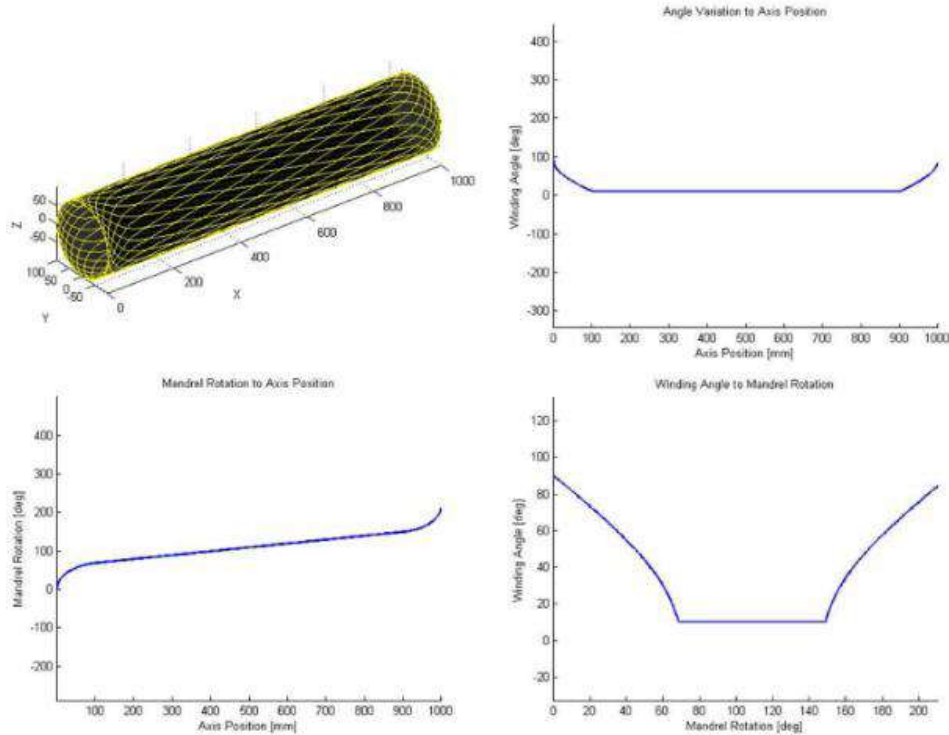 50
0
-50
Z
100
50
0
-50
Y
0
200
400
600
800
1000
X
Angle Variation to Axis Position
400
300
200
100
0
-100
-200
-300
Winding Angle [deg]
0 100 200 300 400 500 600 700 800 900 1000
Axis Position [mm]
Mandrel Rotation to Axis Position
400
300
200
100
0
-100
-200
Mandrel Rotation [deg]
100 200 300 400 500 600 700 800 900 1000
Axis Position [mm]
Winding Angle to Mandrel Rotation
120
100
80
60
40
20
0
-20
Winding Angle [deg]
0 20 40 60 80 100 120 140 160 180 200
Mandrel Rotation [deg]